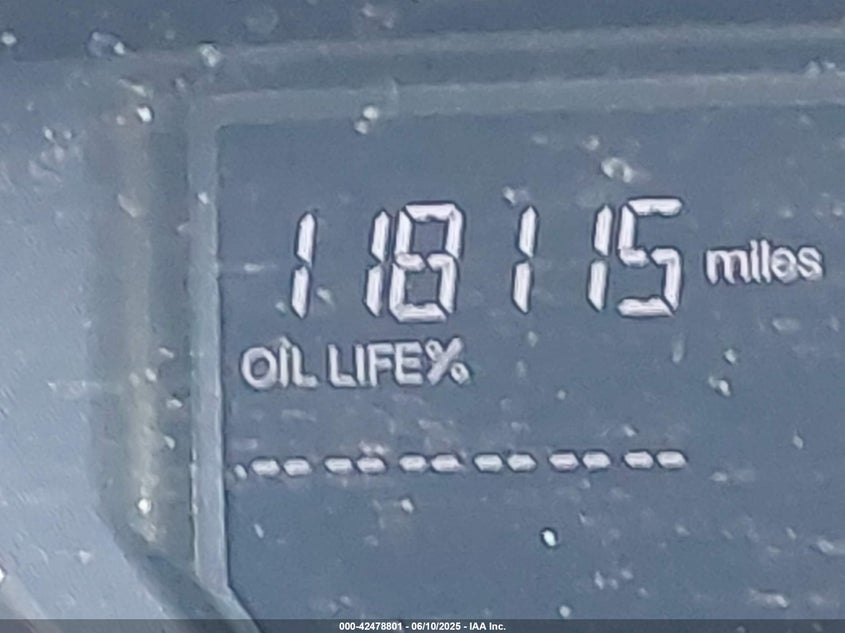 118115 miles
OIL LIFE%
------------
000-42478801 - 06/10/2025 - IAA Inc.